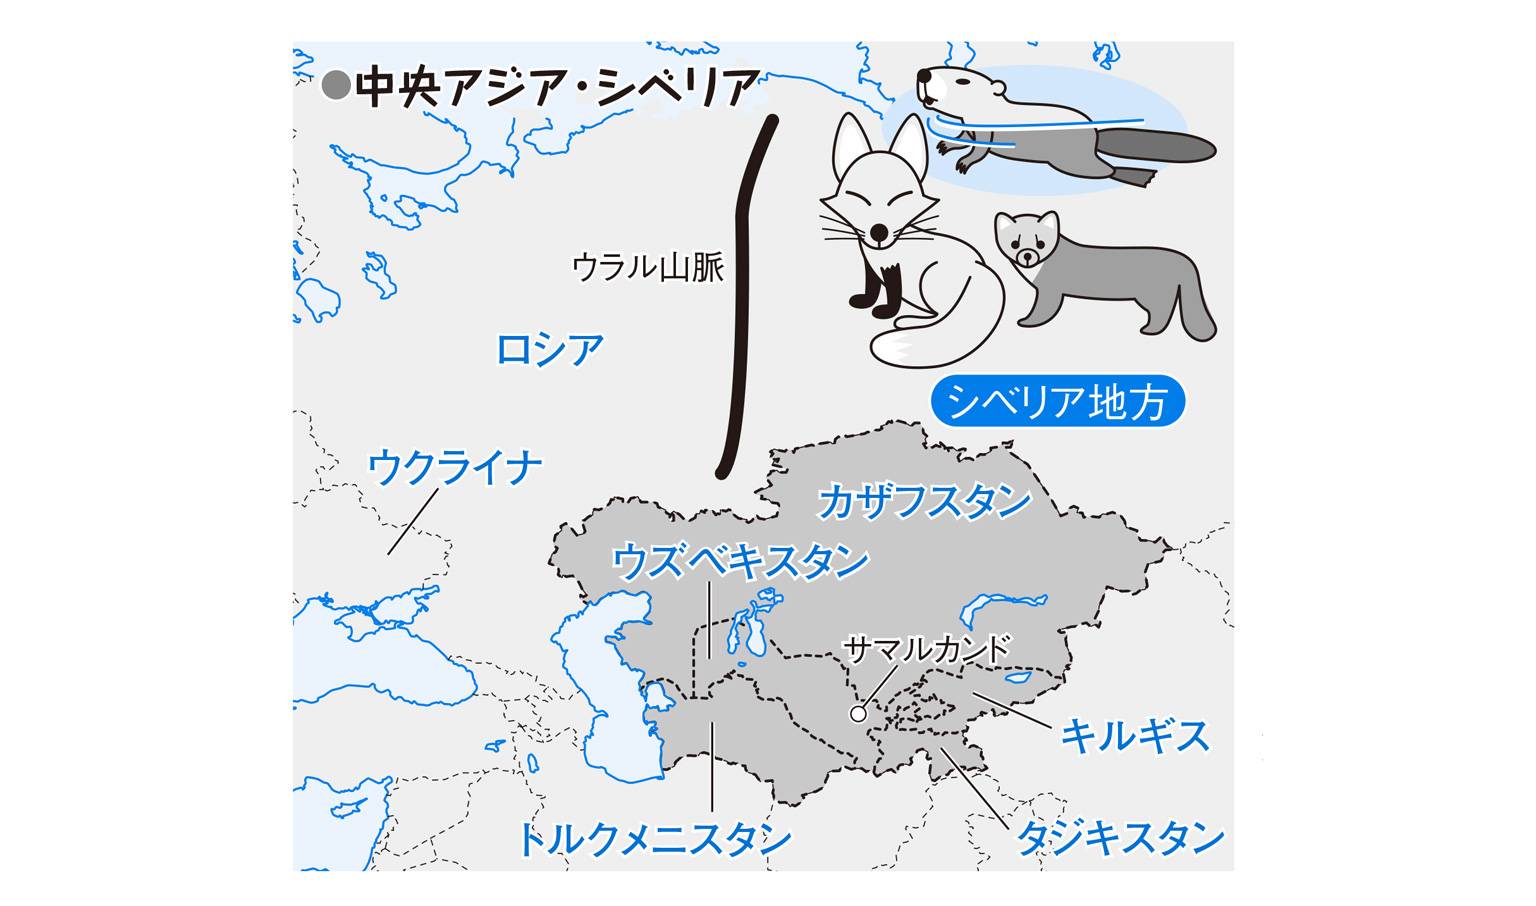 ●中央アジア・シベリア
ウラル山脈
ロシア
シベリア地方
ウクライナ
カザフスタン
ウズベキスタン
サマルカンド
キルギス
トルクメニスタン
タジキスタン